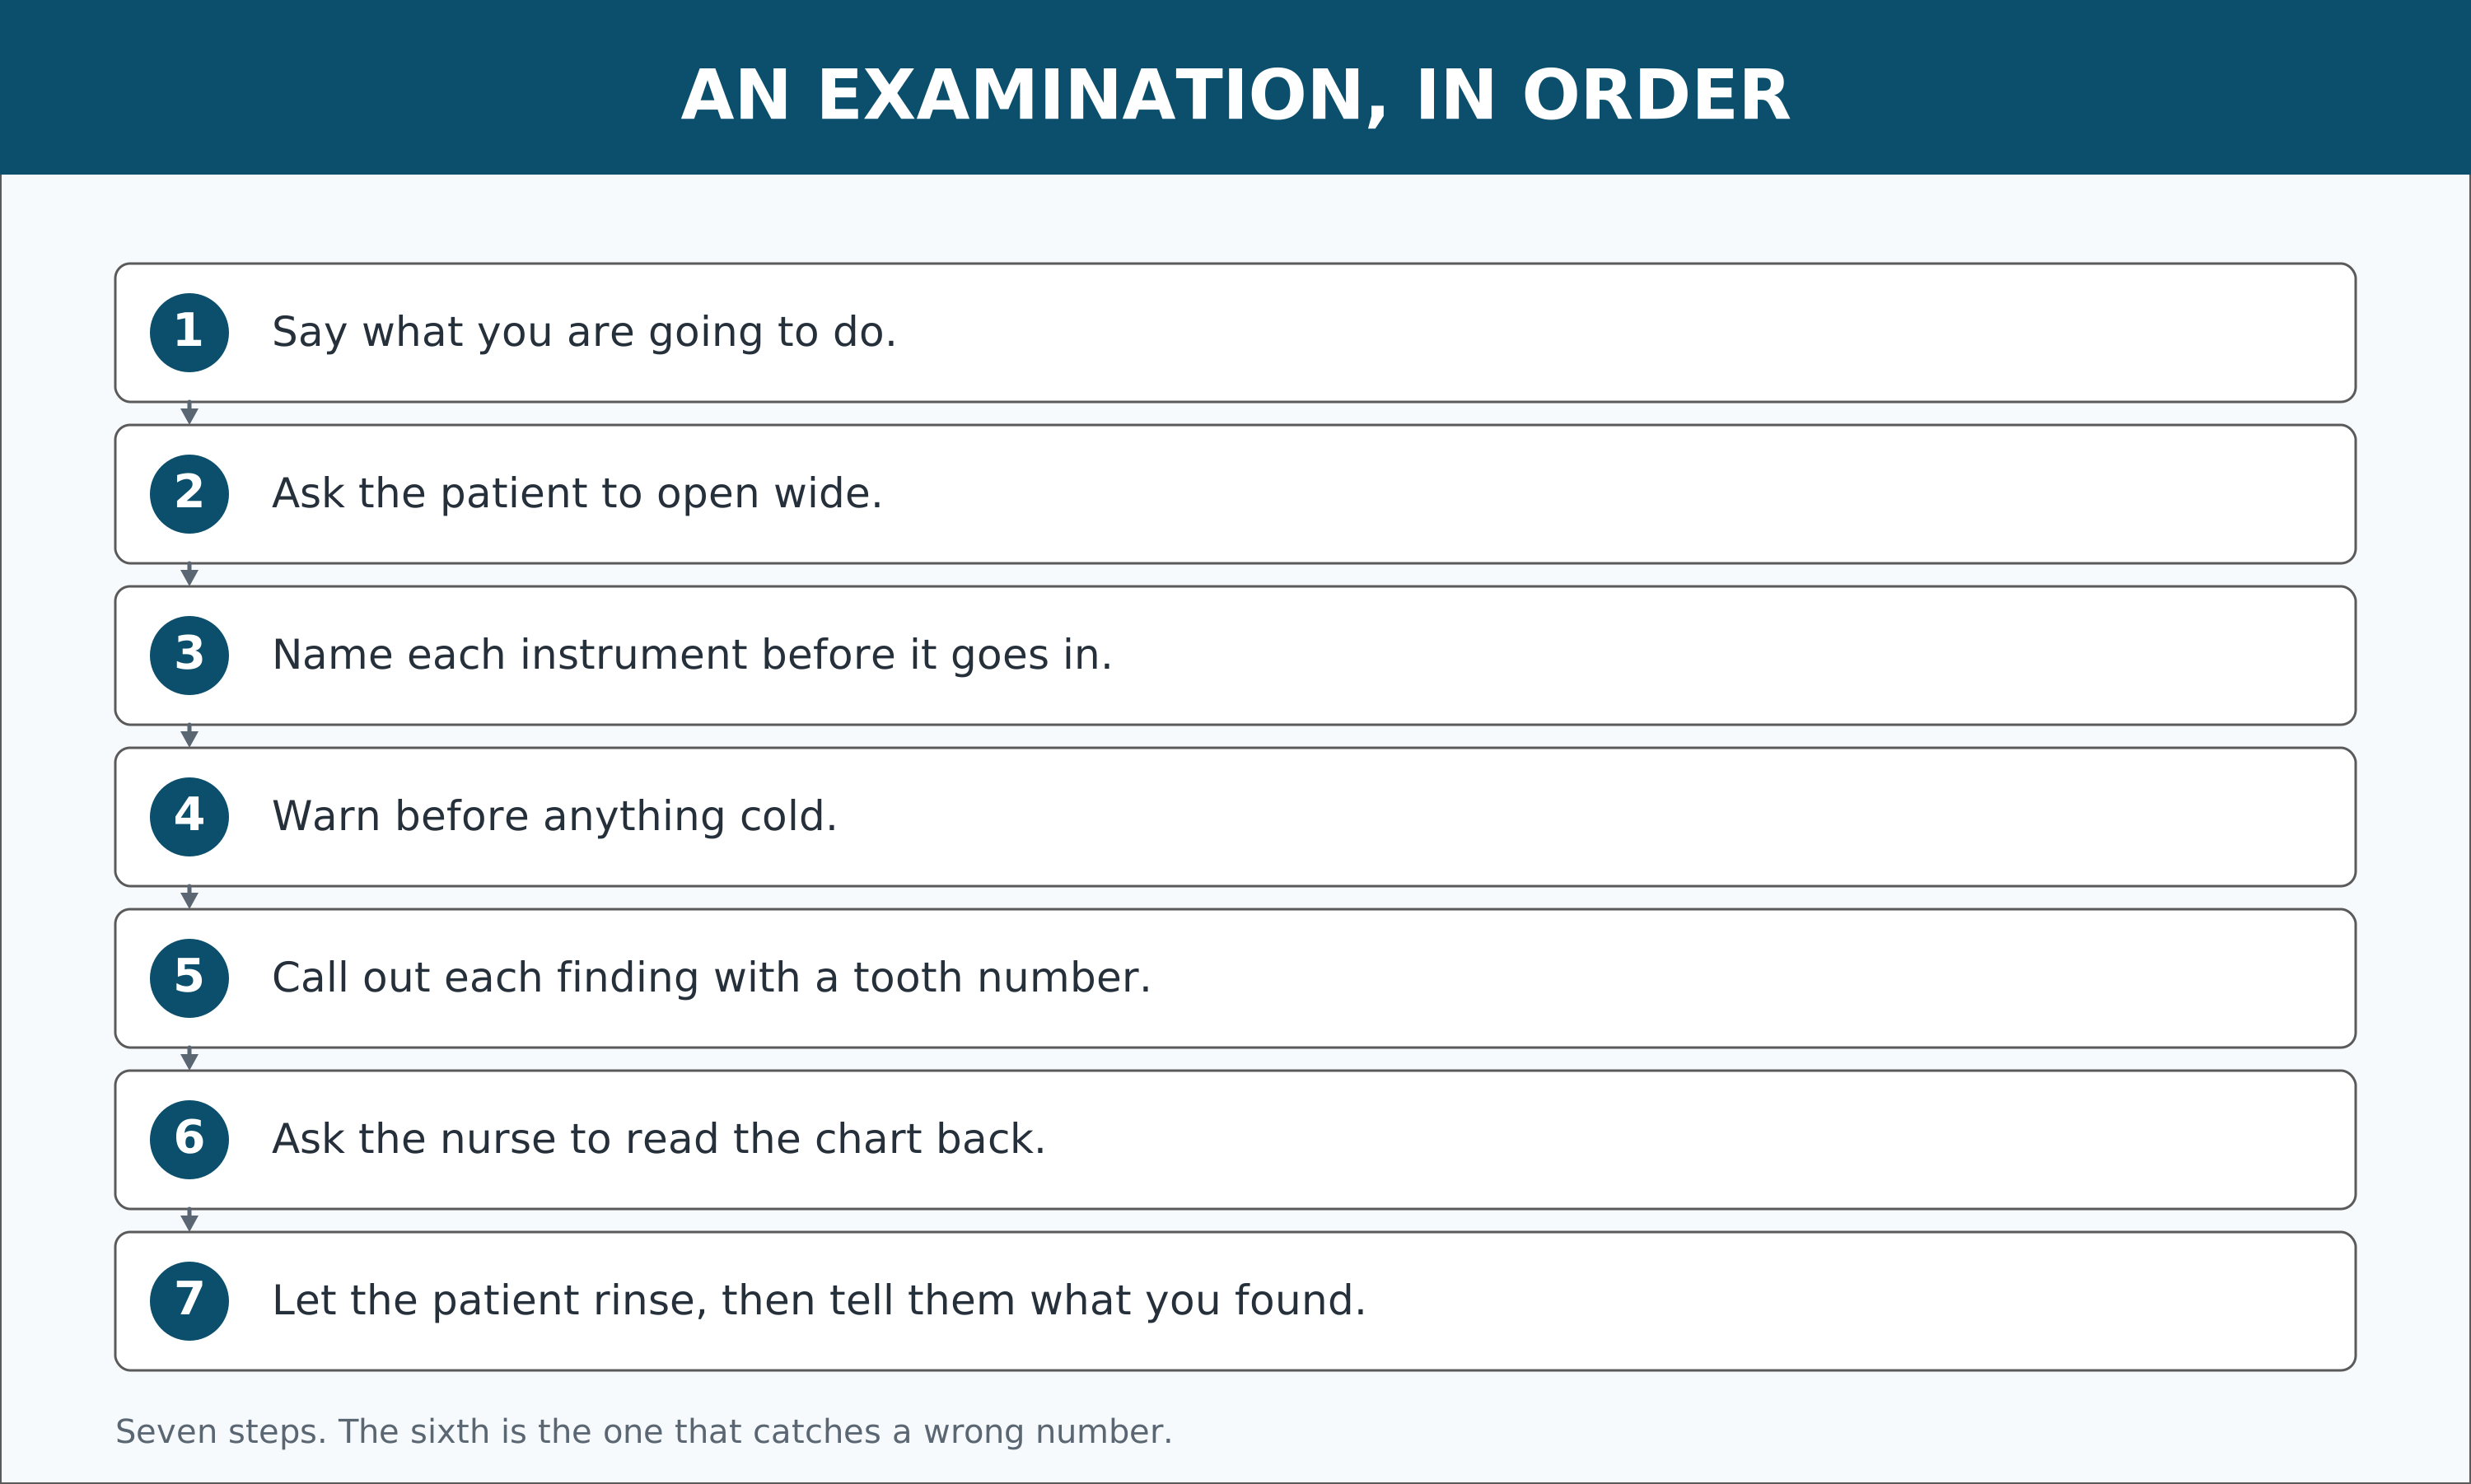 AN EXAMINATION, IN ORDER
1 Say what you are going to do.
2 Ask the patient to open wide.
3 Name each instrument before it goes in.
4 Warn before anything cold.
5 Call out each finding with a tooth number.
6 Ask the nurse to read the chart back.
7 Let the patient rinse, then tell them what you found.
Seven steps. The sixth is the one that catches a wrong number.